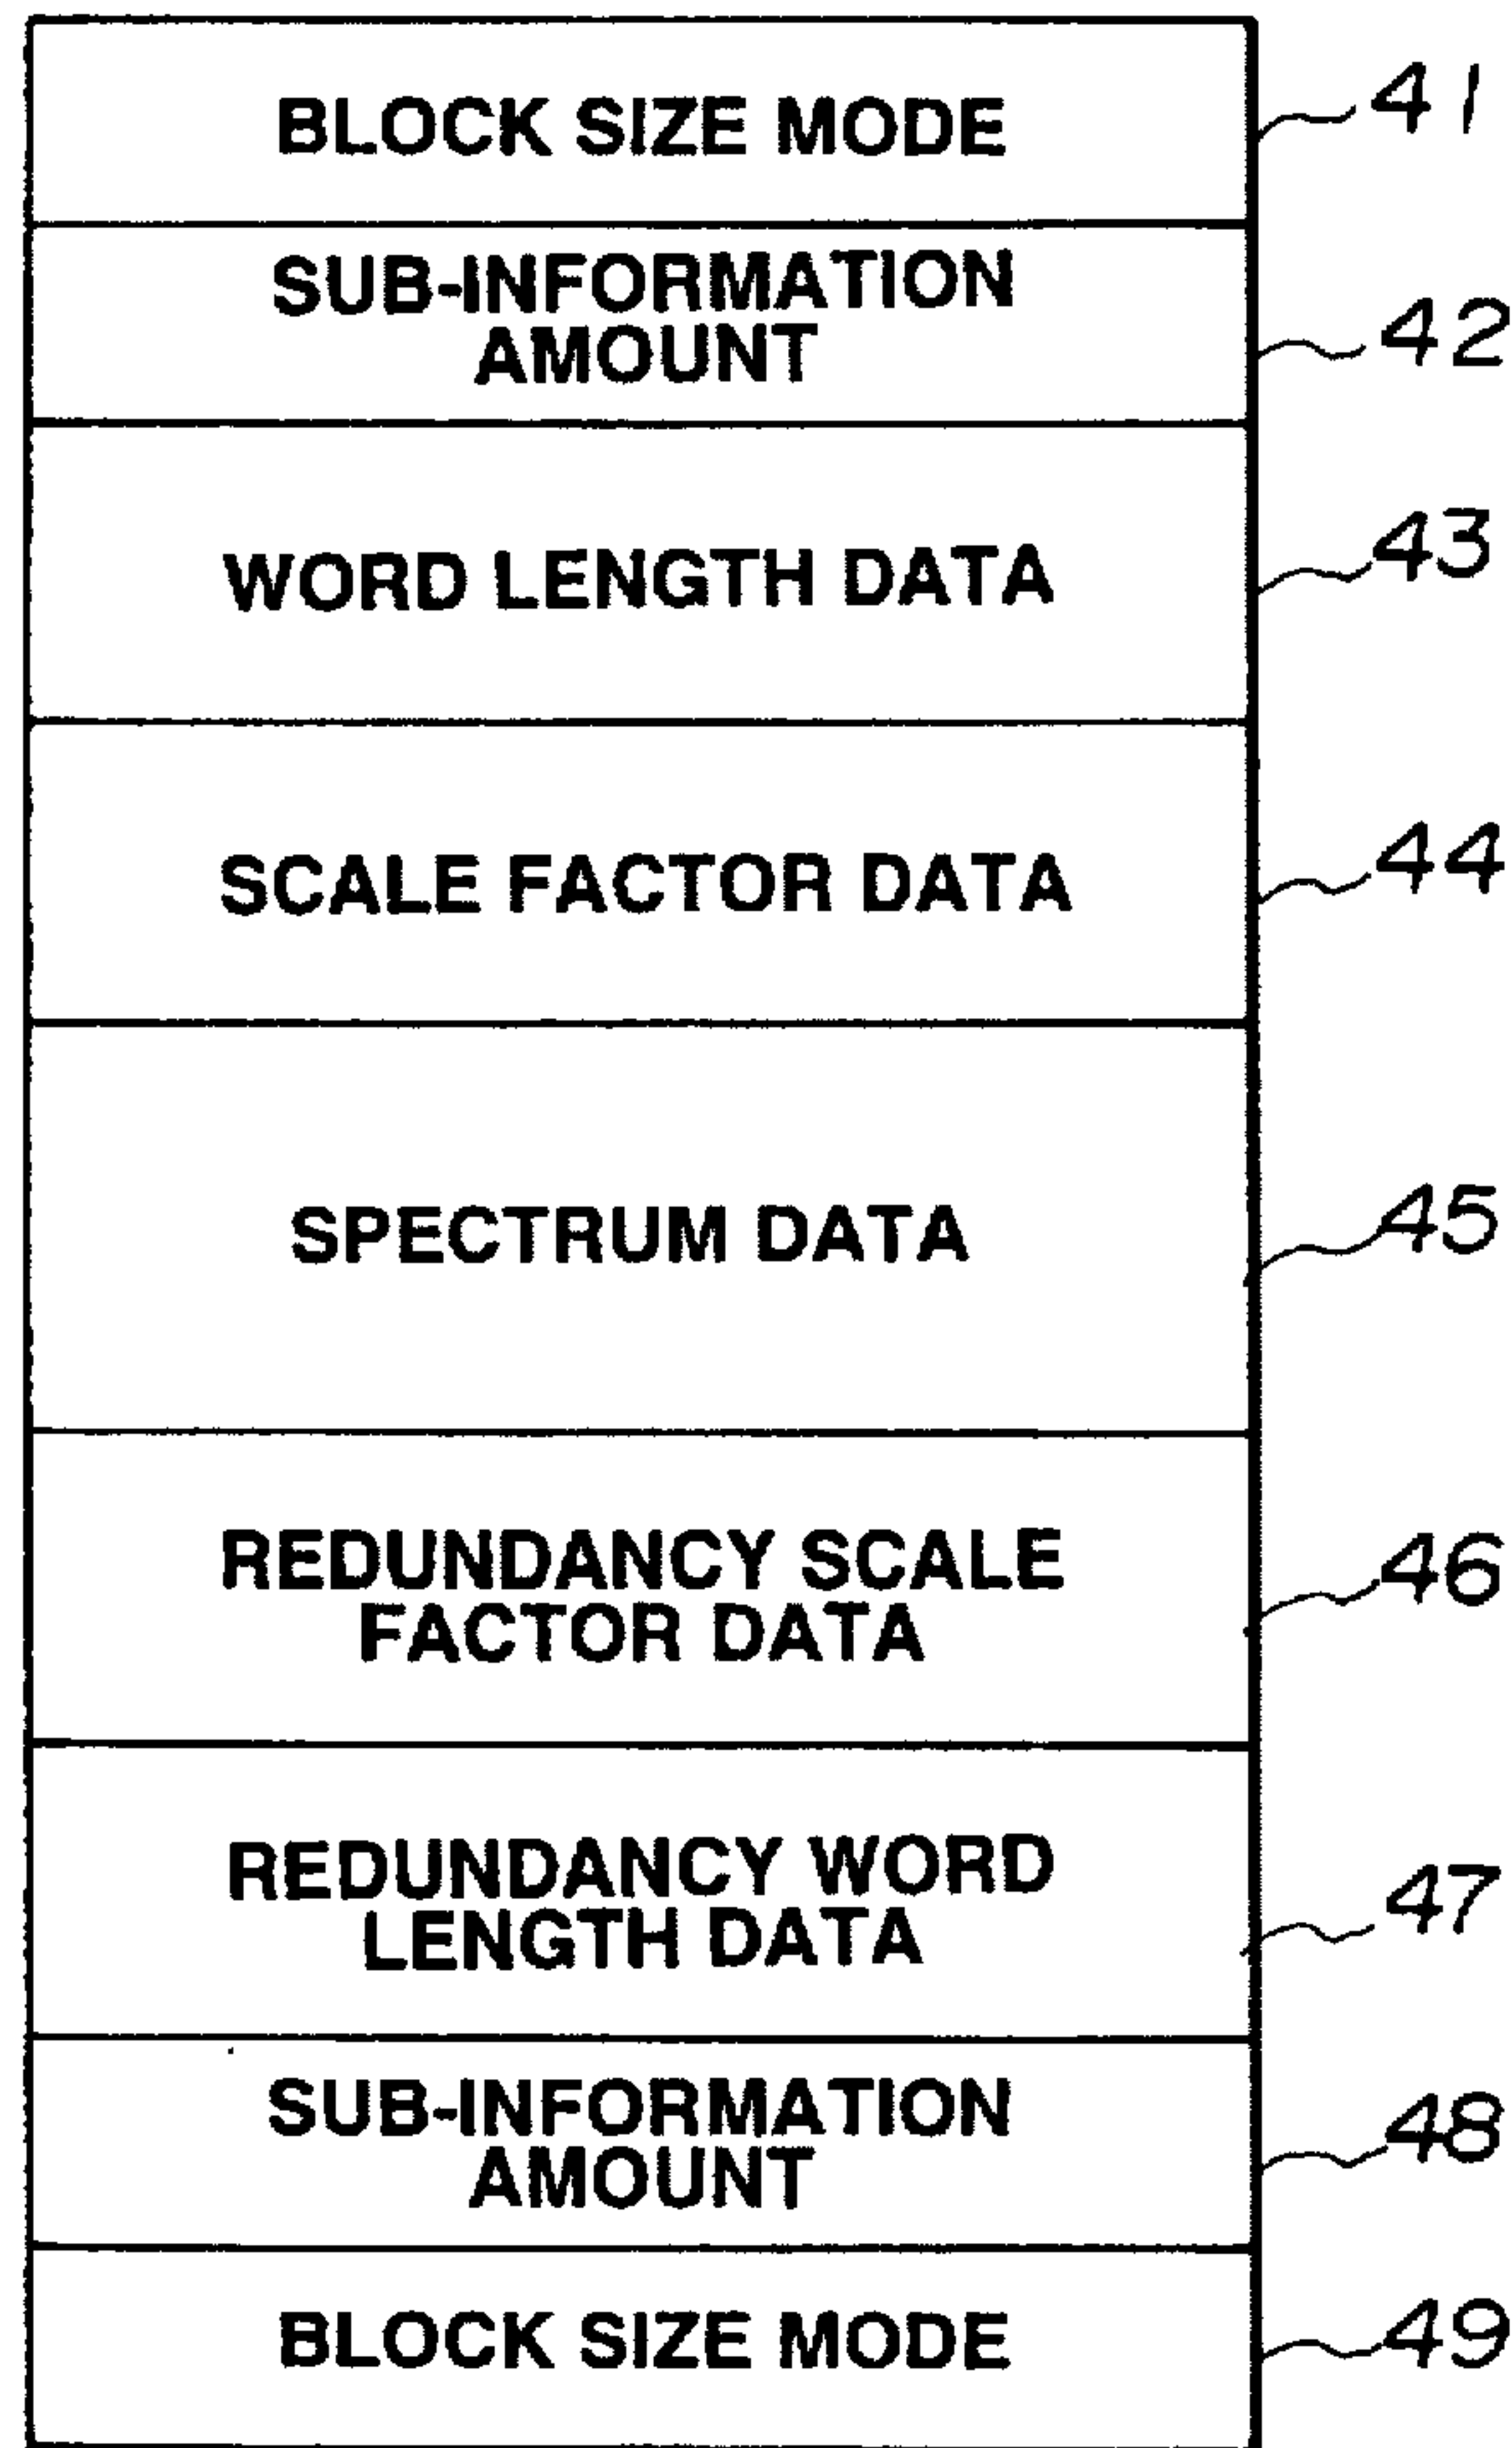 BLOCK SIZE MODE 41
SUB-INFORMATION
AMOUNT 42
WORD LENGTH DATA 43
SCALE FACTOR DATA 44
SPECTRUM DATA 45
REDUNDANCY SCALE 46
FACTOR DATA
REDUNDANCY WORD
LENGTH DATA 47
SUB-INFORMATION 48
AMOUNT
BLOCK SIZE MODE 49